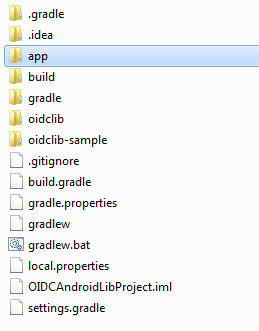 .gradle
.idea
app
build
gradle
oidclib
oidclib-sample
.gitignore
build.gradle
gradle.properties
gradlew
gradlew.bat
local.properties
OIDCAndroidLibProject.iml
settings.gradle